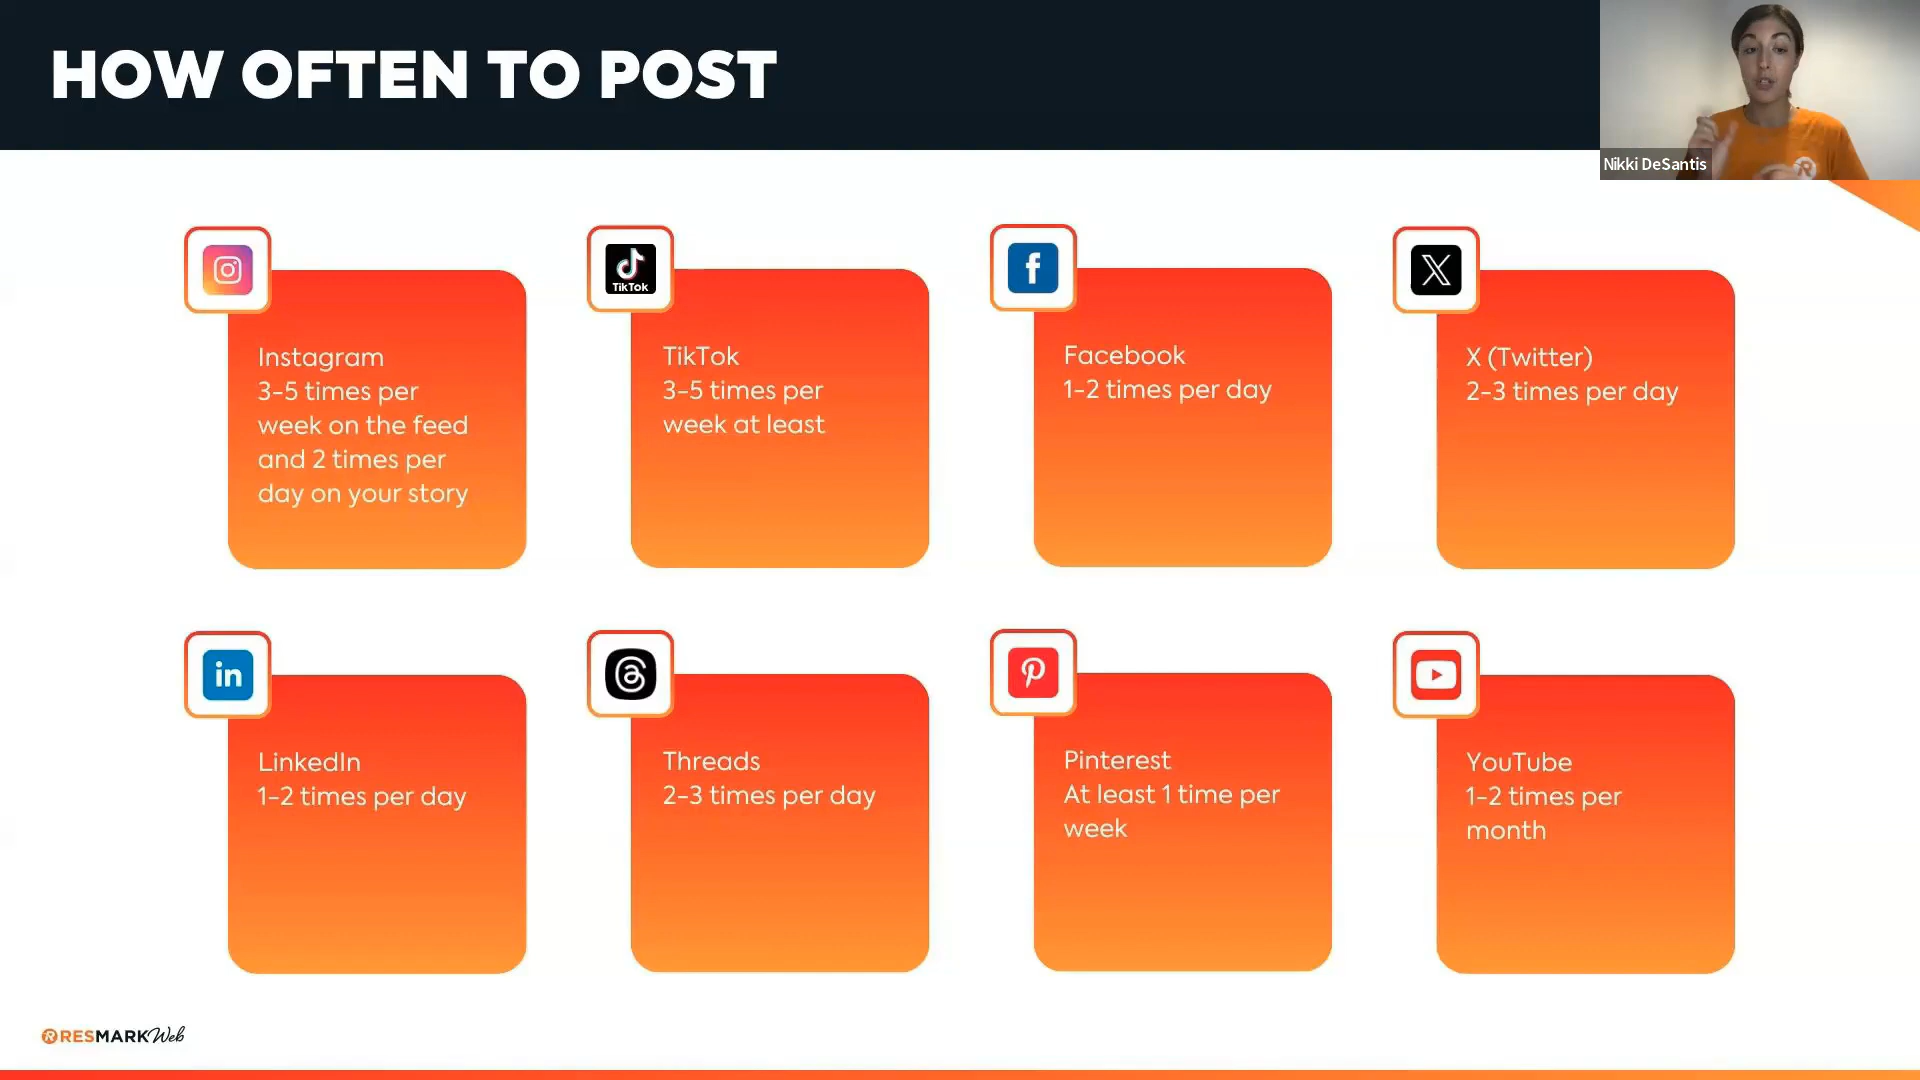 HOW OFTEN TO POST
Nikki DeSantis
Instagram
3-5 times per
week on the feed
and 2 times per
day on your story
TikTok
TikTok
3-5 times per
week at least
Facebook
1-2 times per day
X (Twitter)
2-3 times per day
in
LinkedIn
1-2 times per day
Threads
2-3 times per day
Pinterest
At least 1 time per
week
YouTube
1-2 times per
month
RESMARK Web